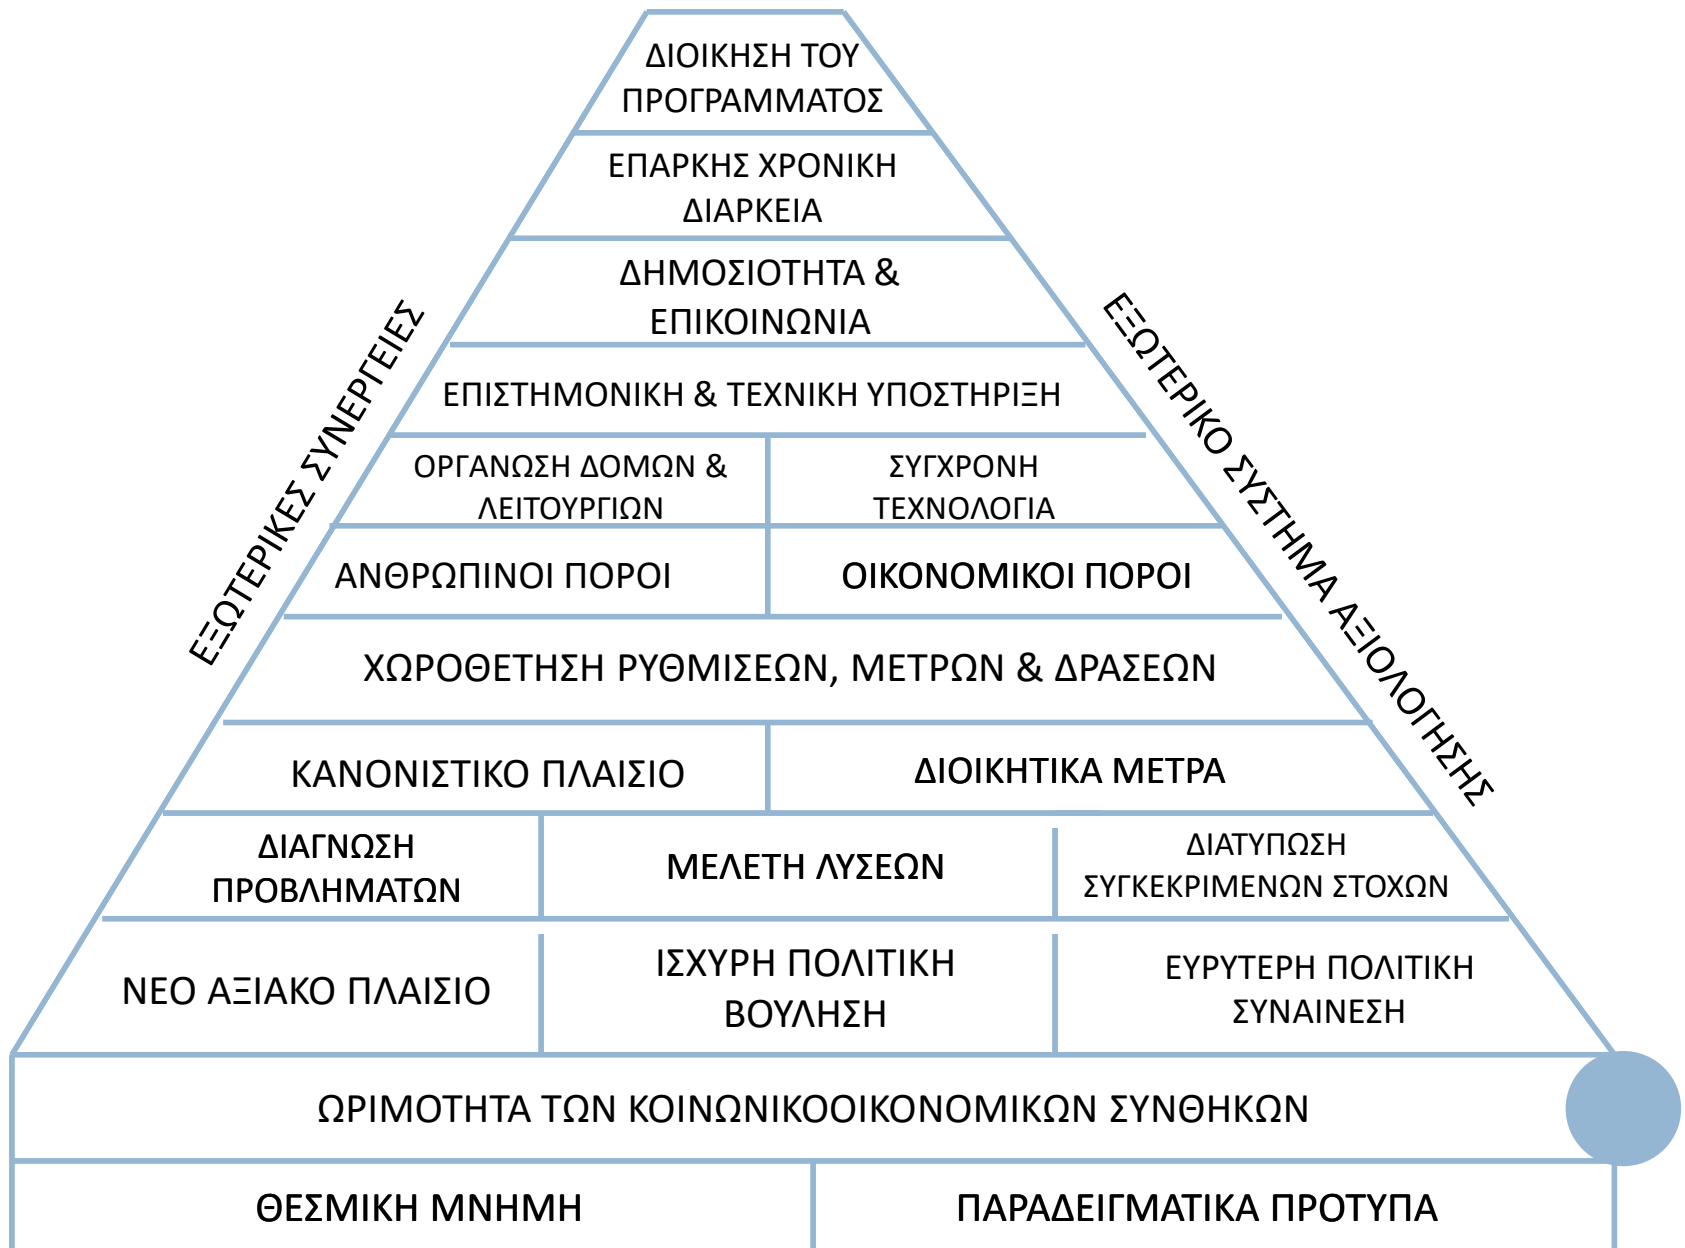 ΔΙΟΙΚΗΣΗ ΤΟΥ
ΠΡΟΓΡΑΜΜΑΤΟΣ
ΕΠΑΡΚΗΣ ΧΡΟΝΙΚΗ
ΔΙΑΡΚΕΙΑ
ΔΗΜΟΣΙΟΤΗΤΑ &
ΕΠΙΚΟΙΝΩΝΙΑ
ΕΞΩΤΕΡΙΚΕΣ ΣΥΝΕΡΓΕΙΕΣ
ΕΞΩΤΕΡΙΚΟ ΣΥΣΤΗΜΑ ΑΞΙΟΛΟΓΗΣΗΣ
ΕΠΙΣΤΗΜΟΝΙΚΗ & ΤΕΧΝΙΚΗ ΥΠΟΣΤΗΡΙΞΗ
ΟΡΓΑΝΩΣΗ ΔΟΜΩΝ &
ΛΕΙΤΟΥΡΓΙΩΝ
ΣΥΓΧΡΟΝΗ
ΤΕΧΝΟΛΟΓΙΑ
ΑΝΘΡΩΠΙΝΟΙ ΠΟΡΟΙ
ΟΙΚΟΝΟΜΙΚΟΙ ΠΟΡΟΙ
ΧΩΡΟΘΕΤΗΣΗ ΡΥΘΜΙΣΕΩΝ, ΜΕΤΡΩΝ & ΔΡΑΣΕΩΝ
ΚΑΝΟΝΙΣΤΙΚΟ ΠΛΑΙΣΙΟ
ΔΙΟΙΚΗΤΙΚΑ ΜΕΤΡΑ
ΔΙΑΓΝΩΣΗ
ΠΡΟΒΛΗΜΑΤΩΝ
ΜΕΛΕΤΗ ΛΥΣΕΩΝ
ΔΙΑΤΥΠΩΣΗ
ΣΥΓΚΕΚΡΙΜΕΝΩΝ ΣΤΟΧΩΝ
ΝΕΟ ΑΞΙΑΚΟ ΠΛΑΙΣΙΟ
ΙΣΧΥΡΗ ΠΟΛΙΤΙΚΗ
ΒΟΥΛΗΣΗ
ΕΥΡΥΤΕΡΗ ΠΟΛΙΤΙΚΗ
ΣΥΝΑΙΝΕΣΗ
ΩΡΙΜΟΤΗΤΑ ΤΩΝ ΚΟΙΝΩΝΙΚΟΟΙΚΟΝΟΜΙΚΩΝ ΣΥΝΘΗΚΩΝ
ΘΕΣΜΙΚΗ ΜΝΗΜΗ
ΠΑΡΑΔΕΙΓΜΑΤΙΚΑ ΠΡΟΤΥΠΑ